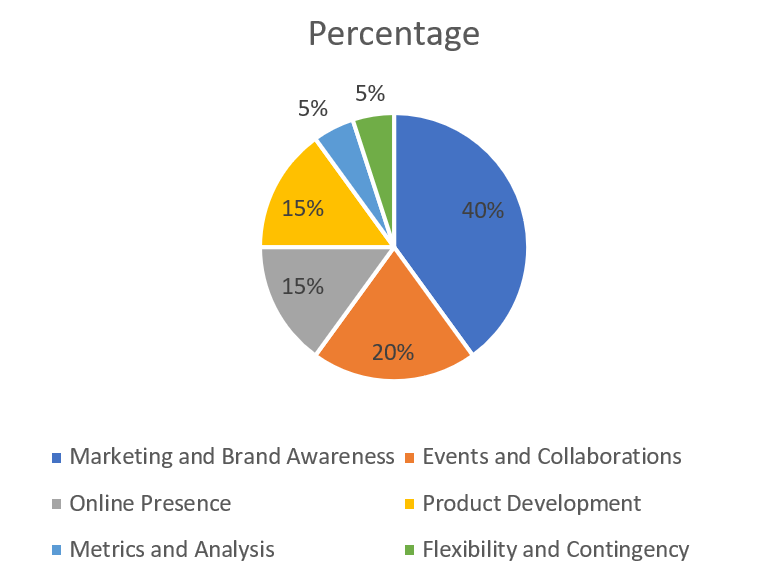 Percentage
5%
5%
40%
15%
15%
20%
Marketing and Brand Awareness
Events and Collaborations
Online Presence
Product Development
Metrics and Analysis
Flexibility and Contingency